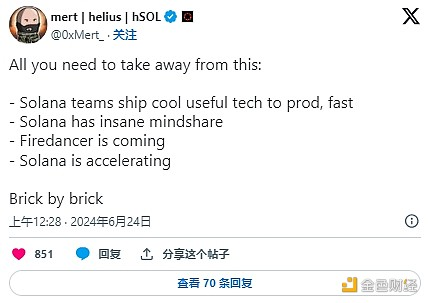 mert | helius | hSOL
@0xMert_ · 关注
All you need to take away from this:
- Solana teams ship cool useful tech to prod, fast
- Solana has insane mindshare
- Firedancer is coming
- Solana is accelerating
Brick by brick
上午12:28 · 2024年6月24日
851 回复 分享这个帖子
查看 70 条回复
金色财经